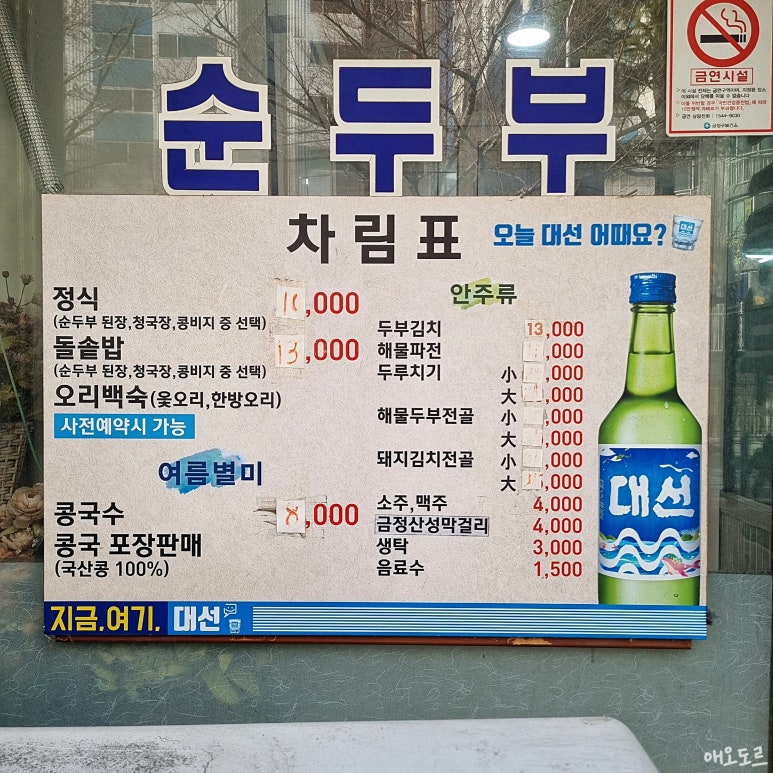 순두부
금연시설
차림표
오늘 대선 어때요?
대선
정식 10,000
(순두부 된장,청국장,콩비지 중 선택)
돌솥밥 13,000
(순두부 된장,청국장,콩비지 중 선택)
오리백숙(옻오리,한방오리)
사전예약시 가능
여름별미
콩국수 8,000
콩국 포장판매
(국산콩 100%)
안주류
두부김치 13,000
해물파전 ,000
두루치기 小 ,000
大 ,000
해물두부전골 小 ,000
大 ,000
돼지김치전골 小 ,000
大 ,000
소주,맥주 4,000
금정산성막걸리 4,000
생탁 3,000
음료수 1,500
대선
지금.여기. 대선
애오도르